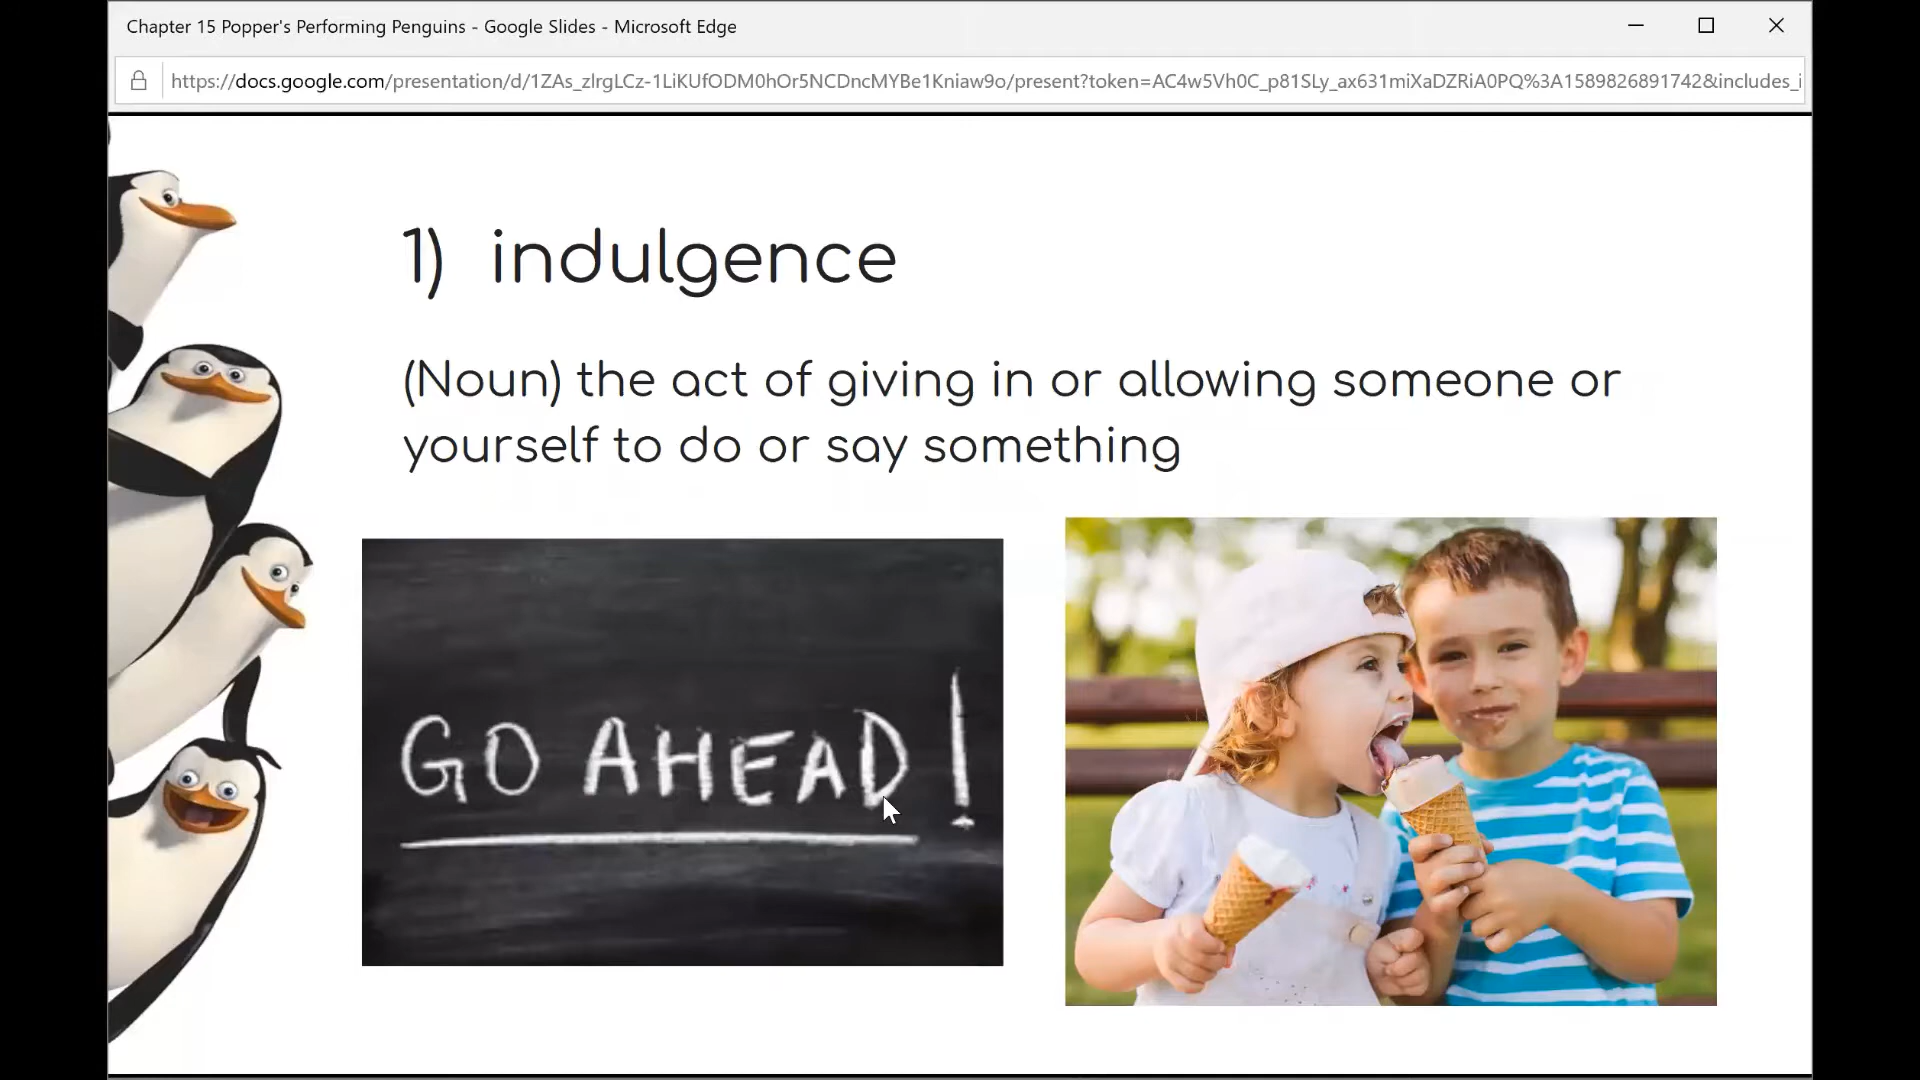 Chapter 15 Popper's Performing Penguins - Google Slides - Microsoft Edge
https://docs.google.com/presentation/d/1ZAs_zlrgLCz-1LiKUfODM0hOr5NCDncMYBe1Kniaw9o/present?token=AC4w5Vh0C_p81SLy_ax631miXaDZRiA0PQ%3A1589826891742&includes_i
1) indulgence
(Noun) the act of giving in or allowing someone or
yourself to do or say something
GO AHEAD!